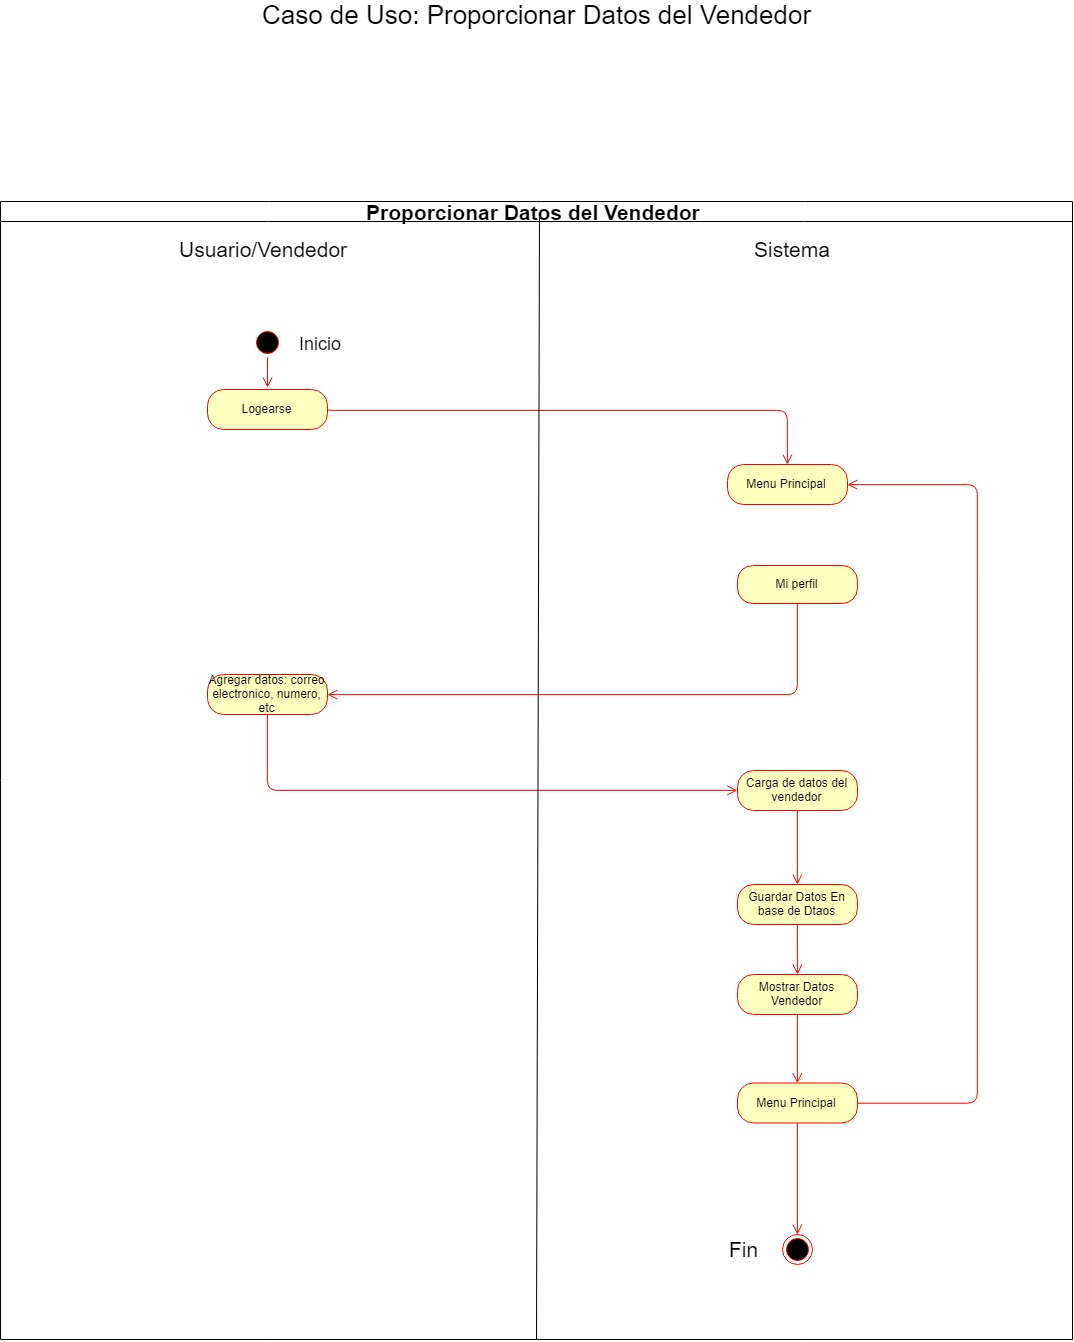 Caso de Uso: Proporcionar Datos del Vendedor
Proporcionar Datos del Vendedor
Usuario/Vendedor
Sistema
Inicio
Logearse
Menu Principal
Mi perfil
Agregar datos: correo
electronico, numero,
etc
Carga de datos del
vendedor
Guardar Datos En
base de Dtaos
Mostrar Datos
Vendedor
Menu Principal
Fin